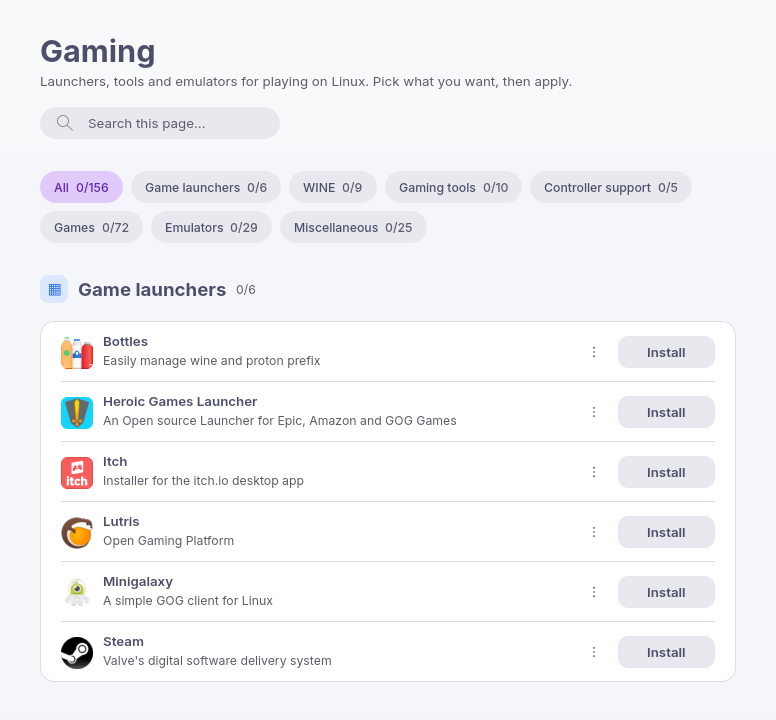 Gaming
Launchers, tools and emulators for playing on Linux. Pick what you want, then apply.
Search this page...
All 0/156
Game launchers 0/6
WINE 0/9
Gaming tools 0/10
Controller support 0/5
Games 0/72
Emulators 0/29
Miscellaneous 0/25
Game launchers 0/6
Bottles
Easily manage wine and proton prefix
Install
Heroic Games Launcher
An Open source Launcher for Epic, Amazon and GOG Games
Install
itch
Itch
Installer for the itch.io desktop app
Install
Lutris
Open Gaming Platform
Install
Minigalaxy
A simple GOG client for Linux
Install
Steam
Valve's digital software delivery system
Install